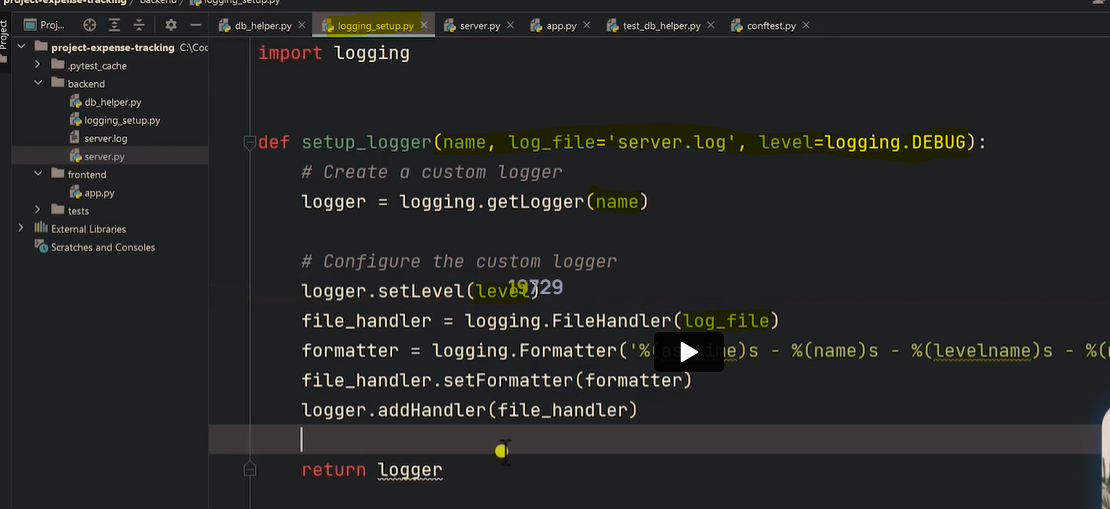 project-expense-tracking backend logging_setup.py
Project
Proj...
db_helper.py logging_setup.py server.py app.py test_db_helper.py conftest.py
project-expense-tracking C:\Coc
.pytest_cache
backend
db_helper.py
logging_setup.py
server.log
server.py
frontend
app.py
tests
External Libraries
Scratches and Consoles
import logging
def setup_logger(name, log_file='server.log', level=logging.DEBUG):
# Create a custom logger
logger = logging.getLogger(name)
# Configure the custom logger
logger.setLevel(level)
19729
file_handler = logging.FileHandler(log_file)
formatter = logging.Formatter('%(asctime)s - %(name)s - %(levelname)s - %(
file_handler.setFormatter(formatter)
logger.addHandler(file_handler)
return logger